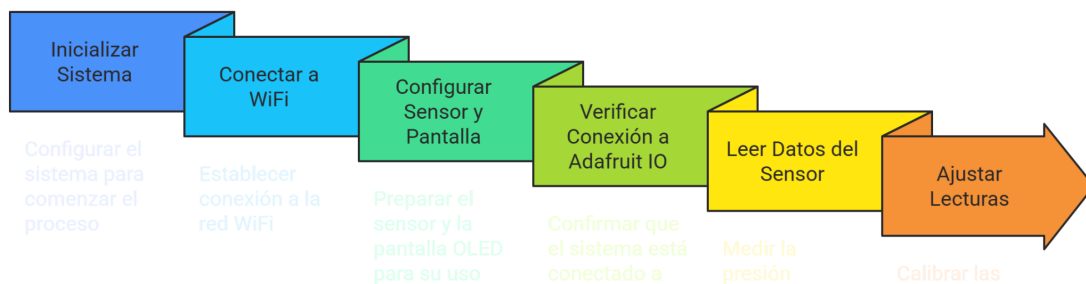 Inicializar
Sistema
Conectar a
WiFi
Configurar
Sensor y
Pantalla
Verificar
Conexión a
Adafruit IO
Leer Datos del
Sensor
Ajustar
Lecturas
Configurar el
sistema para
comenzar el
proceso
Establecer
conexión a la
red WiFi
Preparar el
sensor y la
pantalla OLED
para su uso
Confirmar que
el sistema está
conectado a
Medir la
presión
Calibrar las